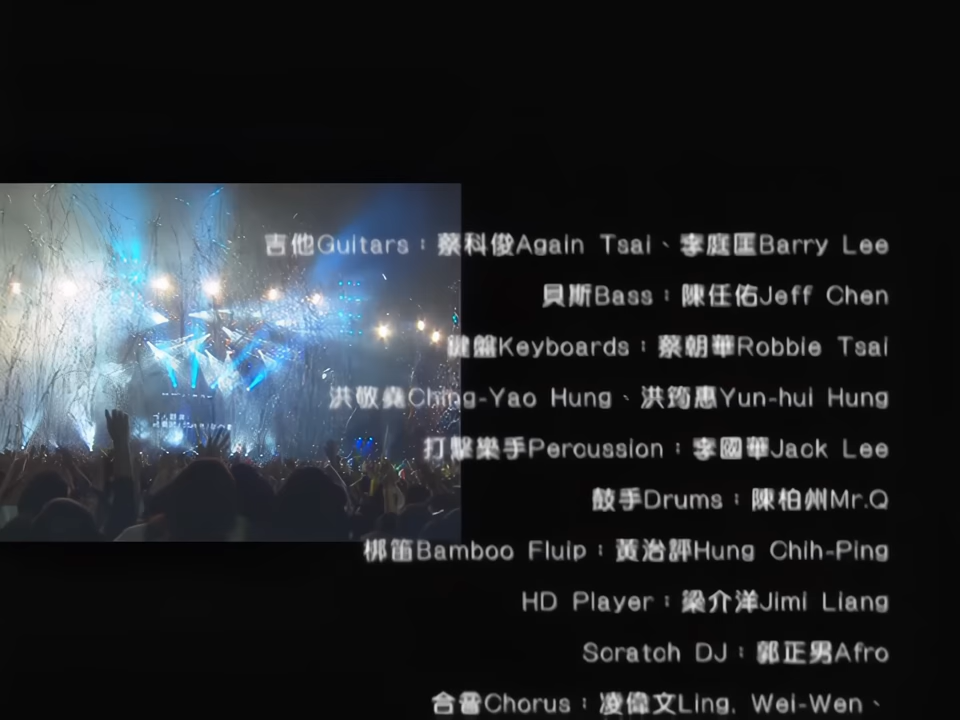 吉他Guitars：蔡科俊Again Tsai、李庭匡Barry Lee
貝斯Bass：陳任佑Jeff Chen
鍵盤Keyboards：蔡朝華Robbie Tsai
洪敬堯Ching-Yao Hung、洪筠惠Yun-hui Hung
打擊樂手Percussion：李國華Jack Lee
鼓手Drums：陳柏州Mr.Q
梆笛Bamboo Fluip：黃治評Hung Chih-Ping
HD Player：梁介洋Jimi Liang
Scratch DJ：郭正男Afro
合音Chorus：凌偉文Ling, Wei-Wen、